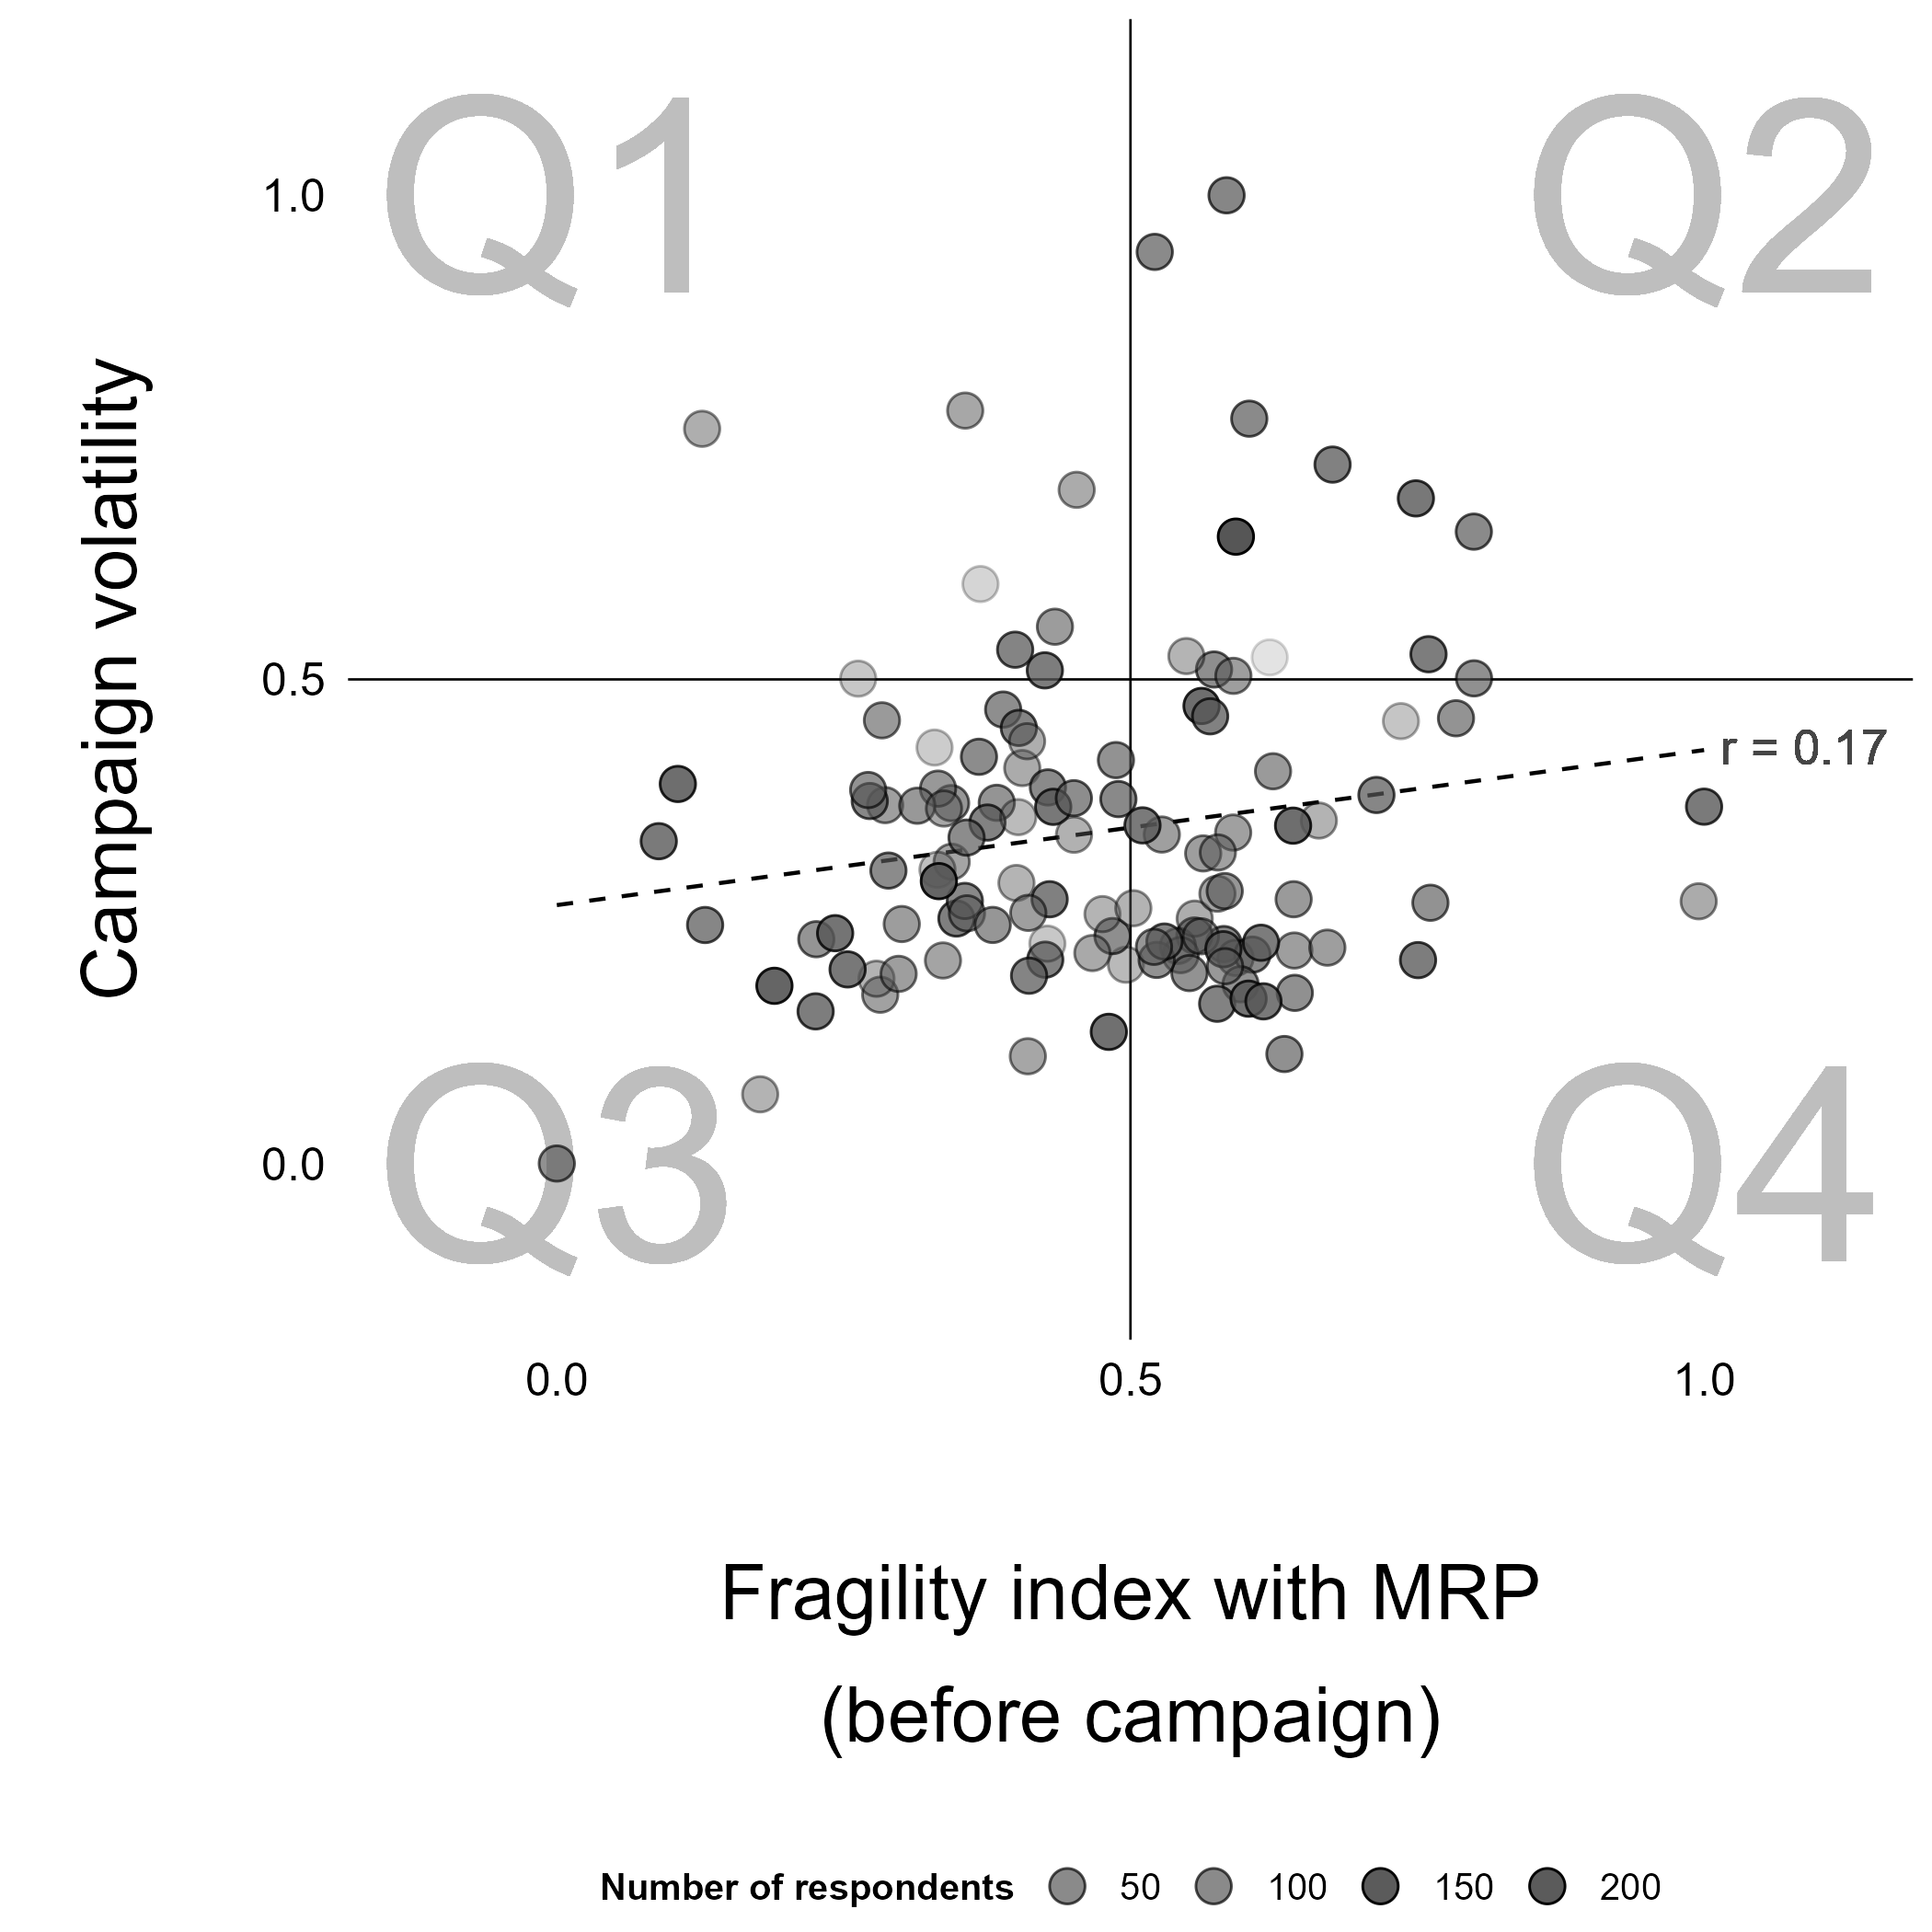 Q1
Q2
1.0
Campaign volatility
0.5
r = 0.17
Q3
Q4
0.0
0.0
0.5
1.0
Fragility index with MRP
(before campaign)
Number of respondents 50 100 150 200